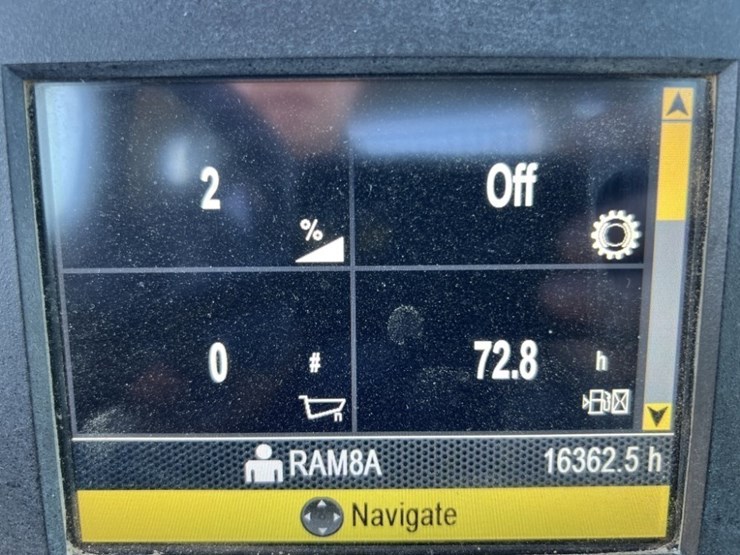 2
%
Off
0 #
72.8 h
n
RAM8A
16362.5 h
Navigate